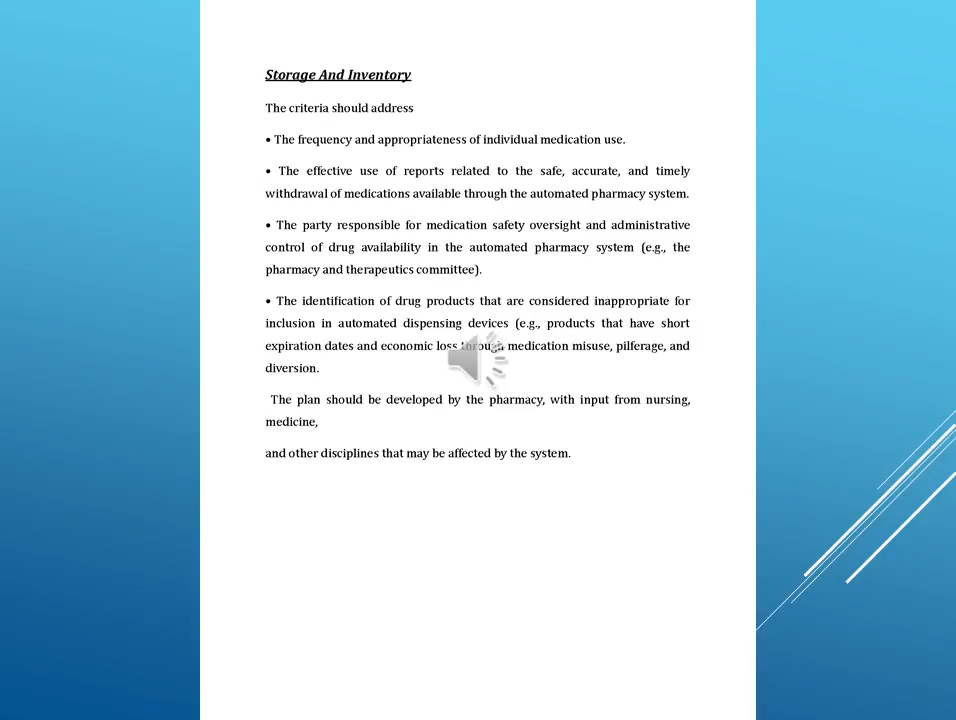 Storage And Inventory
The criteria should address
• The frequency and appropriateness of individual medication use.
• The effective use of reports related to the safe, accurate, and timely
withdrawal of medications available through the automated pharmacy system.
• The party responsible for medication safety oversight and administrative
control of drug availability in the automated pharmacy system (e.g., the
pharmacy and therapeutics committee).
• The identification of drug products that are considered inappropriate for
inclusion in automated dispensing devices (e.g., products that have short
expiration dates and economic loss through medication misuse, pilferage, and
diversion.
The plan should be developed by the pharmacy, with input from nursing,
medicine,
and other disciplines that may be affected by the system.